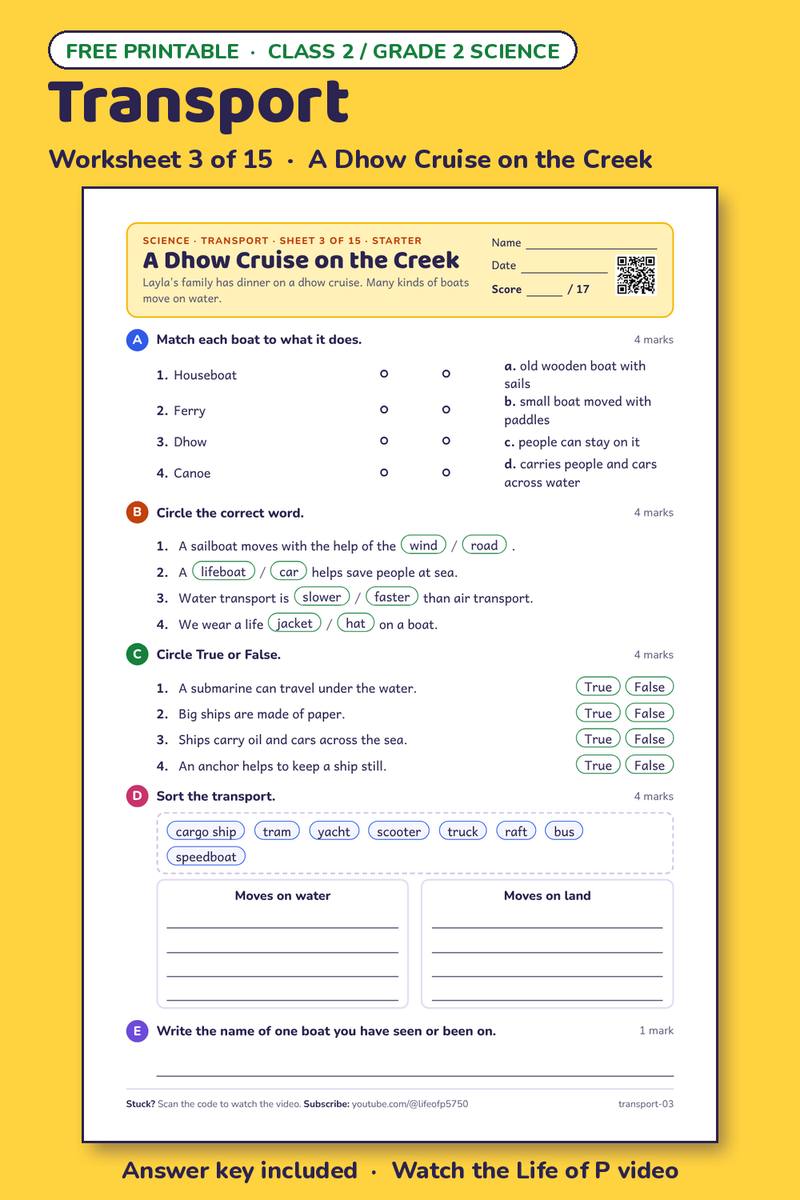 FREE PRINTABLE · CLASS 2 / GRADE 2 SCIENCE
Transport
Worksheet 3 of 15 · A Dhow Cruise on the Creek
SCIENCE · TRANSPORT · SHEET 3 OF 15 · STARTER
A Dhow Cruise on the Creek
Layla's family has dinner on a dhow cruise. Many kinds of boats
move on water.
Name
Date
Score / 17
A Match each boat to what it does. 4 marks
1. Houseboat
a. old wooden boat with
sails
2. Ferry
b. small boat moved with
paddles
3. Dhow
c. people can stay on it
4. Canoe
d. carries people and cars
across water
B Circle the correct word. 4 marks
1. A sailboat moves with the help of the wind / road .
2. A lifeboat / car helps save people at sea.
3. Water transport is slower / faster than air transport.
4. We wear a life jacket / hat on a boat.
C Circle True or False. 4 marks
1. A submarine can travel under the water. True False
2. Big ships are made of paper. True False
3. Ships carry oil and cars across the sea. True False
4. An anchor helps to keep a ship still. True False
D Sort the transport. 4 marks
cargo ship tram yacht scooter truck raft bus
speedboat
Moves on water Moves on land
E Write the name of one boat you have seen or been on. 1 mark
Stuck? Scan the code to watch the video. Subscribe: youtube.com/@lifeofp5750 transport-03
Answer key included · Watch the Life of P video